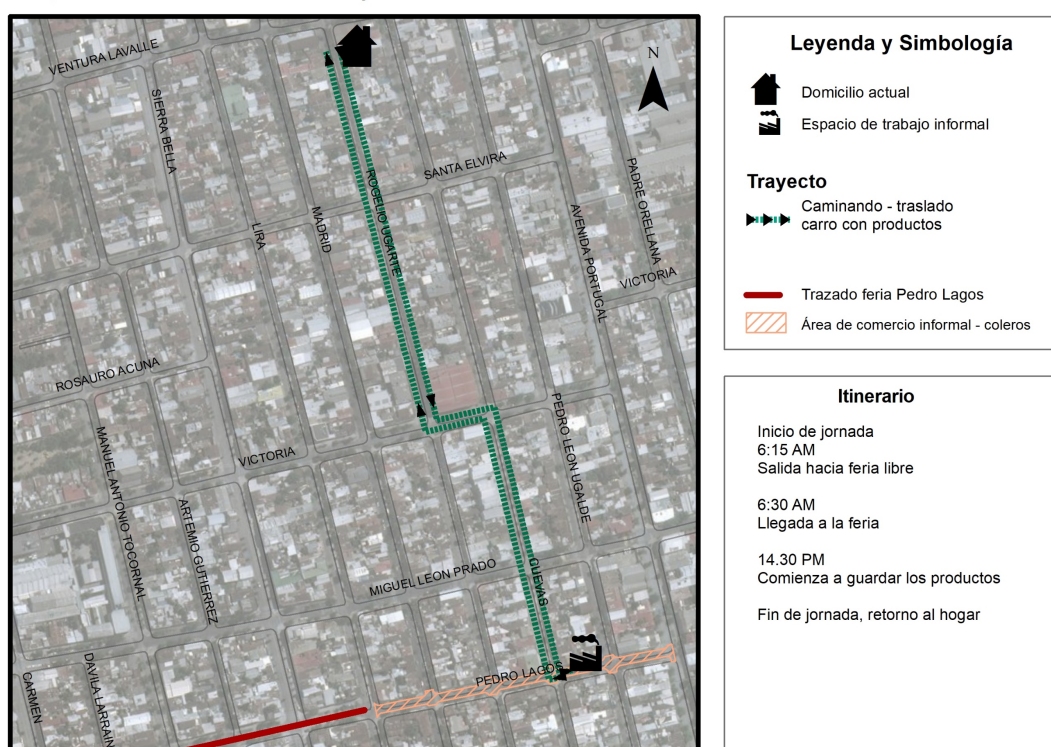 VENTURA LAVALLE
SIERRA BELLA
LIRA
MADRID
ROGELIO UGARTE
SANTA ELVIRA
AVENIDA PORTUGAL
PADRE ORELLANA
VICTORIA
N
ROSAURO ACUNA
MANUEL ANTONIO TOCORNAL
ARTEMIO GUTIERREZ
VICTORIA
PEDRO LEON UGALDE
MIGUEL LEON PRADO
CUEVAS
PEDRO LAGOS
CARMEN
DAVILA LARRAIN
Leyenda y Simbología
Domicilio actual
Espacio de trabajo informal
Trayecto
Caminando - traslado
carro con productos
Trazado feria Pedro Lagos
Área de comercio informal - coleros
Itinerario
Inicio de jornada
6:15 AM
Salida hacia feria libre
6:30 AM
Llegada a la feria
14.30 PM
Comienza a guardar los productos
Fin de jornada, retorno al hogar